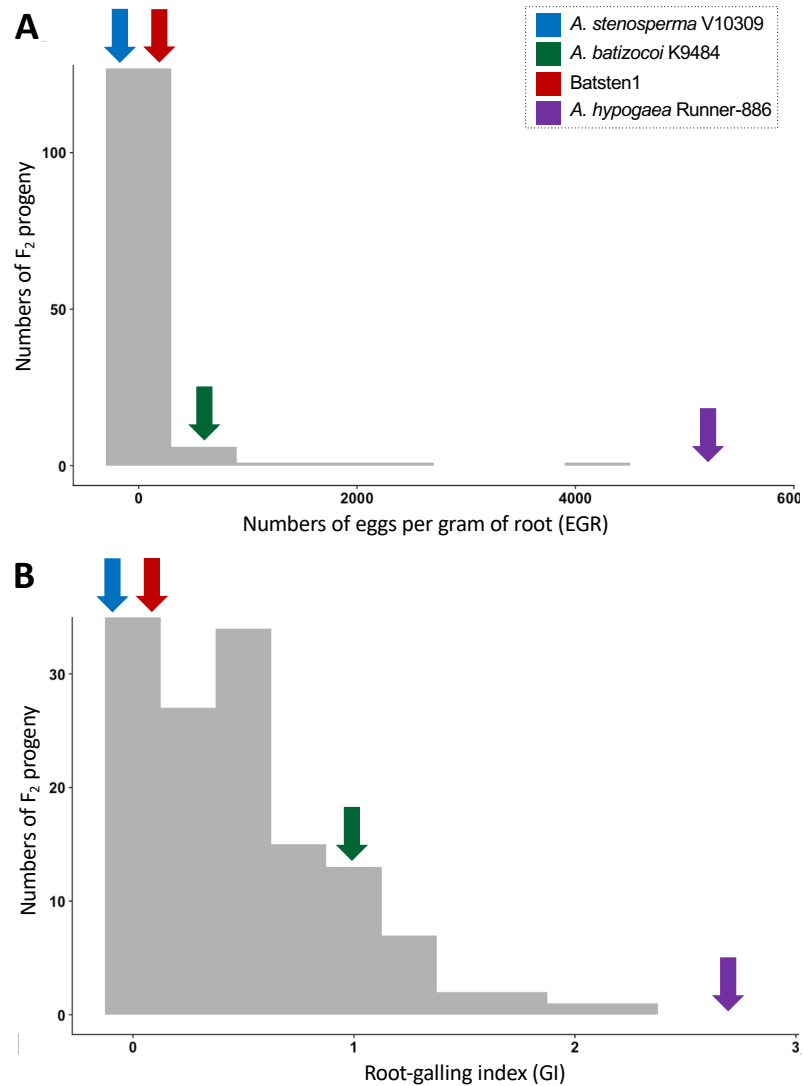 A
A. stenosperma V10309
A. batizocoi K9484
Batsten1
A. hypogaea Runner-886
Numbers of F2 progeny
100
50
0
0 2000 4000 600
Numbers of eggs per gram of root (EGR)
B
Numbers of F2 progeny
30
20
10
0
0 1 2 3
Root-galling index (GI)